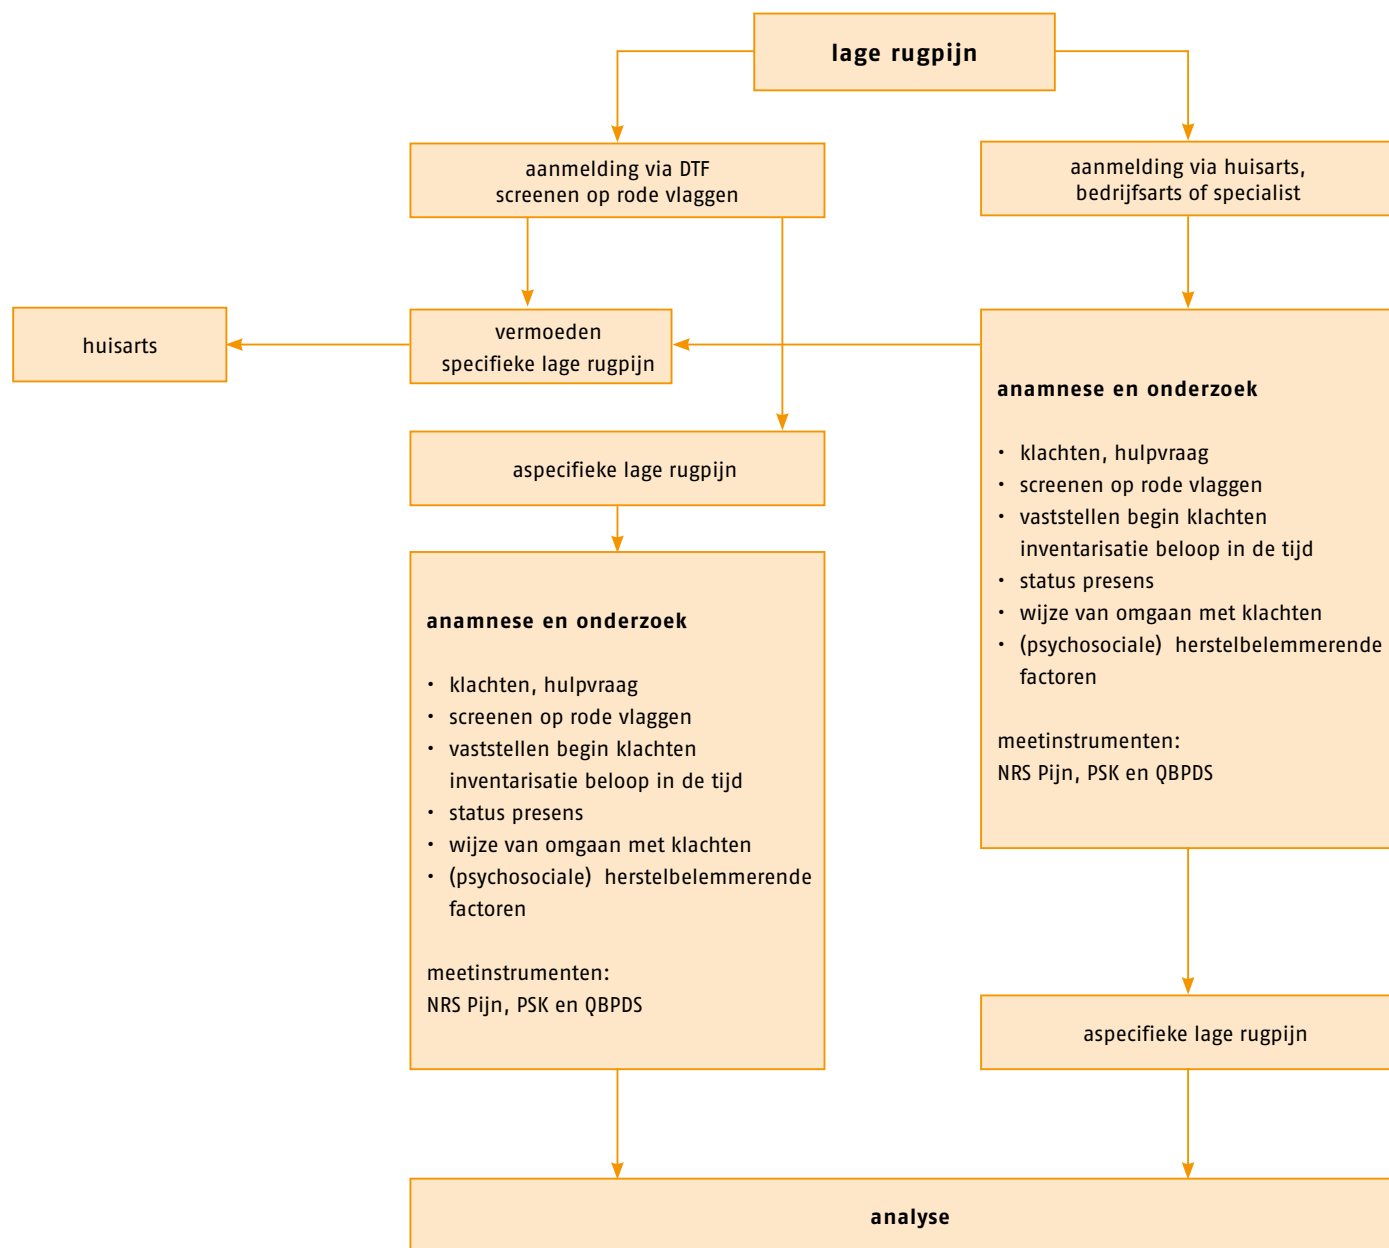 lage rugpijn
aanmelding via DTF
screenen op rode vlaggen
aanmelding via huisarts,
bedrijfsarts of specialist
huisarts
vermoeden
specifieke lage rugpijn
aspecifieke lage rugpijn
anamnese en onderzoek
• klachten, hulpvraag
• screenen op rode vlaggen
• vaststellen begin klachten
inventarisatie beloop in de tijd
• status presens
• wijze van omgaan met klachten
• (psychosociale) herstelbelemmerende
factoren
meetinstrumenten:
NRS Pijn, PSK en QBPDS
anamnese en onderzoek
• klachten, hulpvraag
• screenen op rode vlaggen
• vaststellen begin klachten
inventarisatie beloop in de tijd
• status presens
• wijze van omgaan met klachten
• (psychosociale) herstelbelemmerende
factoren
meetinstrumenten:
NRS Pijn, PSK en QBPDS
aspecifieke lage rugpijn
analyse